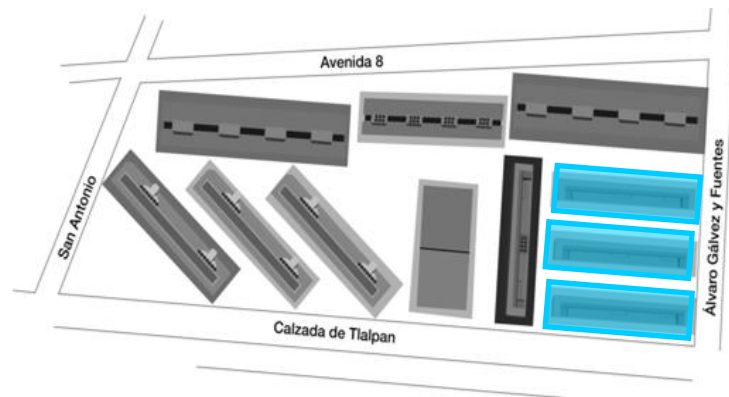 Avenida 8
San Antonio
Álvaro Gálvez y Fuentes
Calzada de Tlalpan